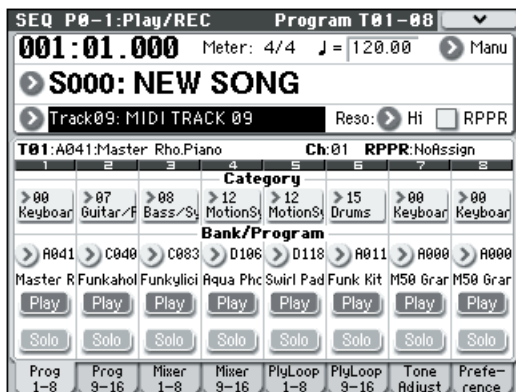 SEQ P0-1:Play/REC Program T01-08
001:01.000 Meter: 4/4 ♩= 120.00 Manu
S000: NEW SONG
Track09: MIDI TRACK 09 Reso: Hi RPPR
T01:A041:Master Rho.Piano Ch:01 RPPR:NoAssign
1 2 3 4 5 6 7 8
Category
00 07 08 12 12 15 00 00
Keyboar Guitar/P Bass/Sy MotionSy MotionSy Drums Keyboar Keyboar
Bank/Program
A041 C040 C083 D106 D118 A011 A000 A000
Master R Funkahol Funkylici Aqua Pho Swirl Pad Funk Kit M50 Gran M50 Gran
Play Play Play Play Play Play Play Play
Solo Solo Solo Solo Solo Solo Solo Solo
Prog 1-8 Prog 9-16 Mixer 1-8 Mixer 9-16 PlyLoop 1-8 PlyLoop 9-16 Tone Adjust Prefe-rence